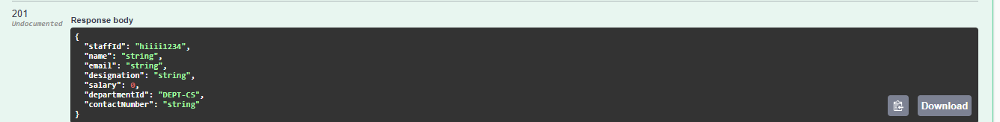 201
Undocumented
Response body
{
  "staffId": "hiiii1234",
  "name": "string",
  "email": "string",
  "designation": "string",
  "salary": 0,
  "departmentId": "DEPT-CS",
  "contactNumber": "string"
}
Download